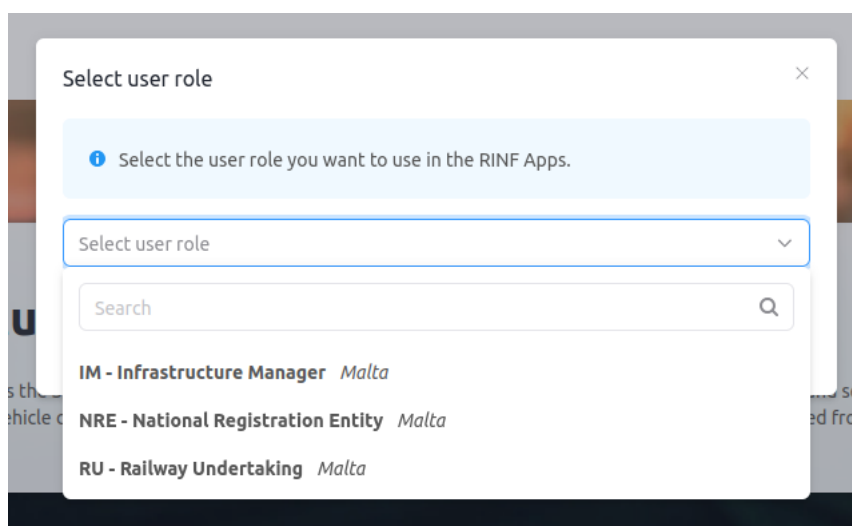 Select user role
Select the user role you want to use in the RINF Apps.
Select user role
Search
IM - Infrastructure Manager Malta
NRE - National Registration Entity Malta
RU - Railway Undertaking Malta